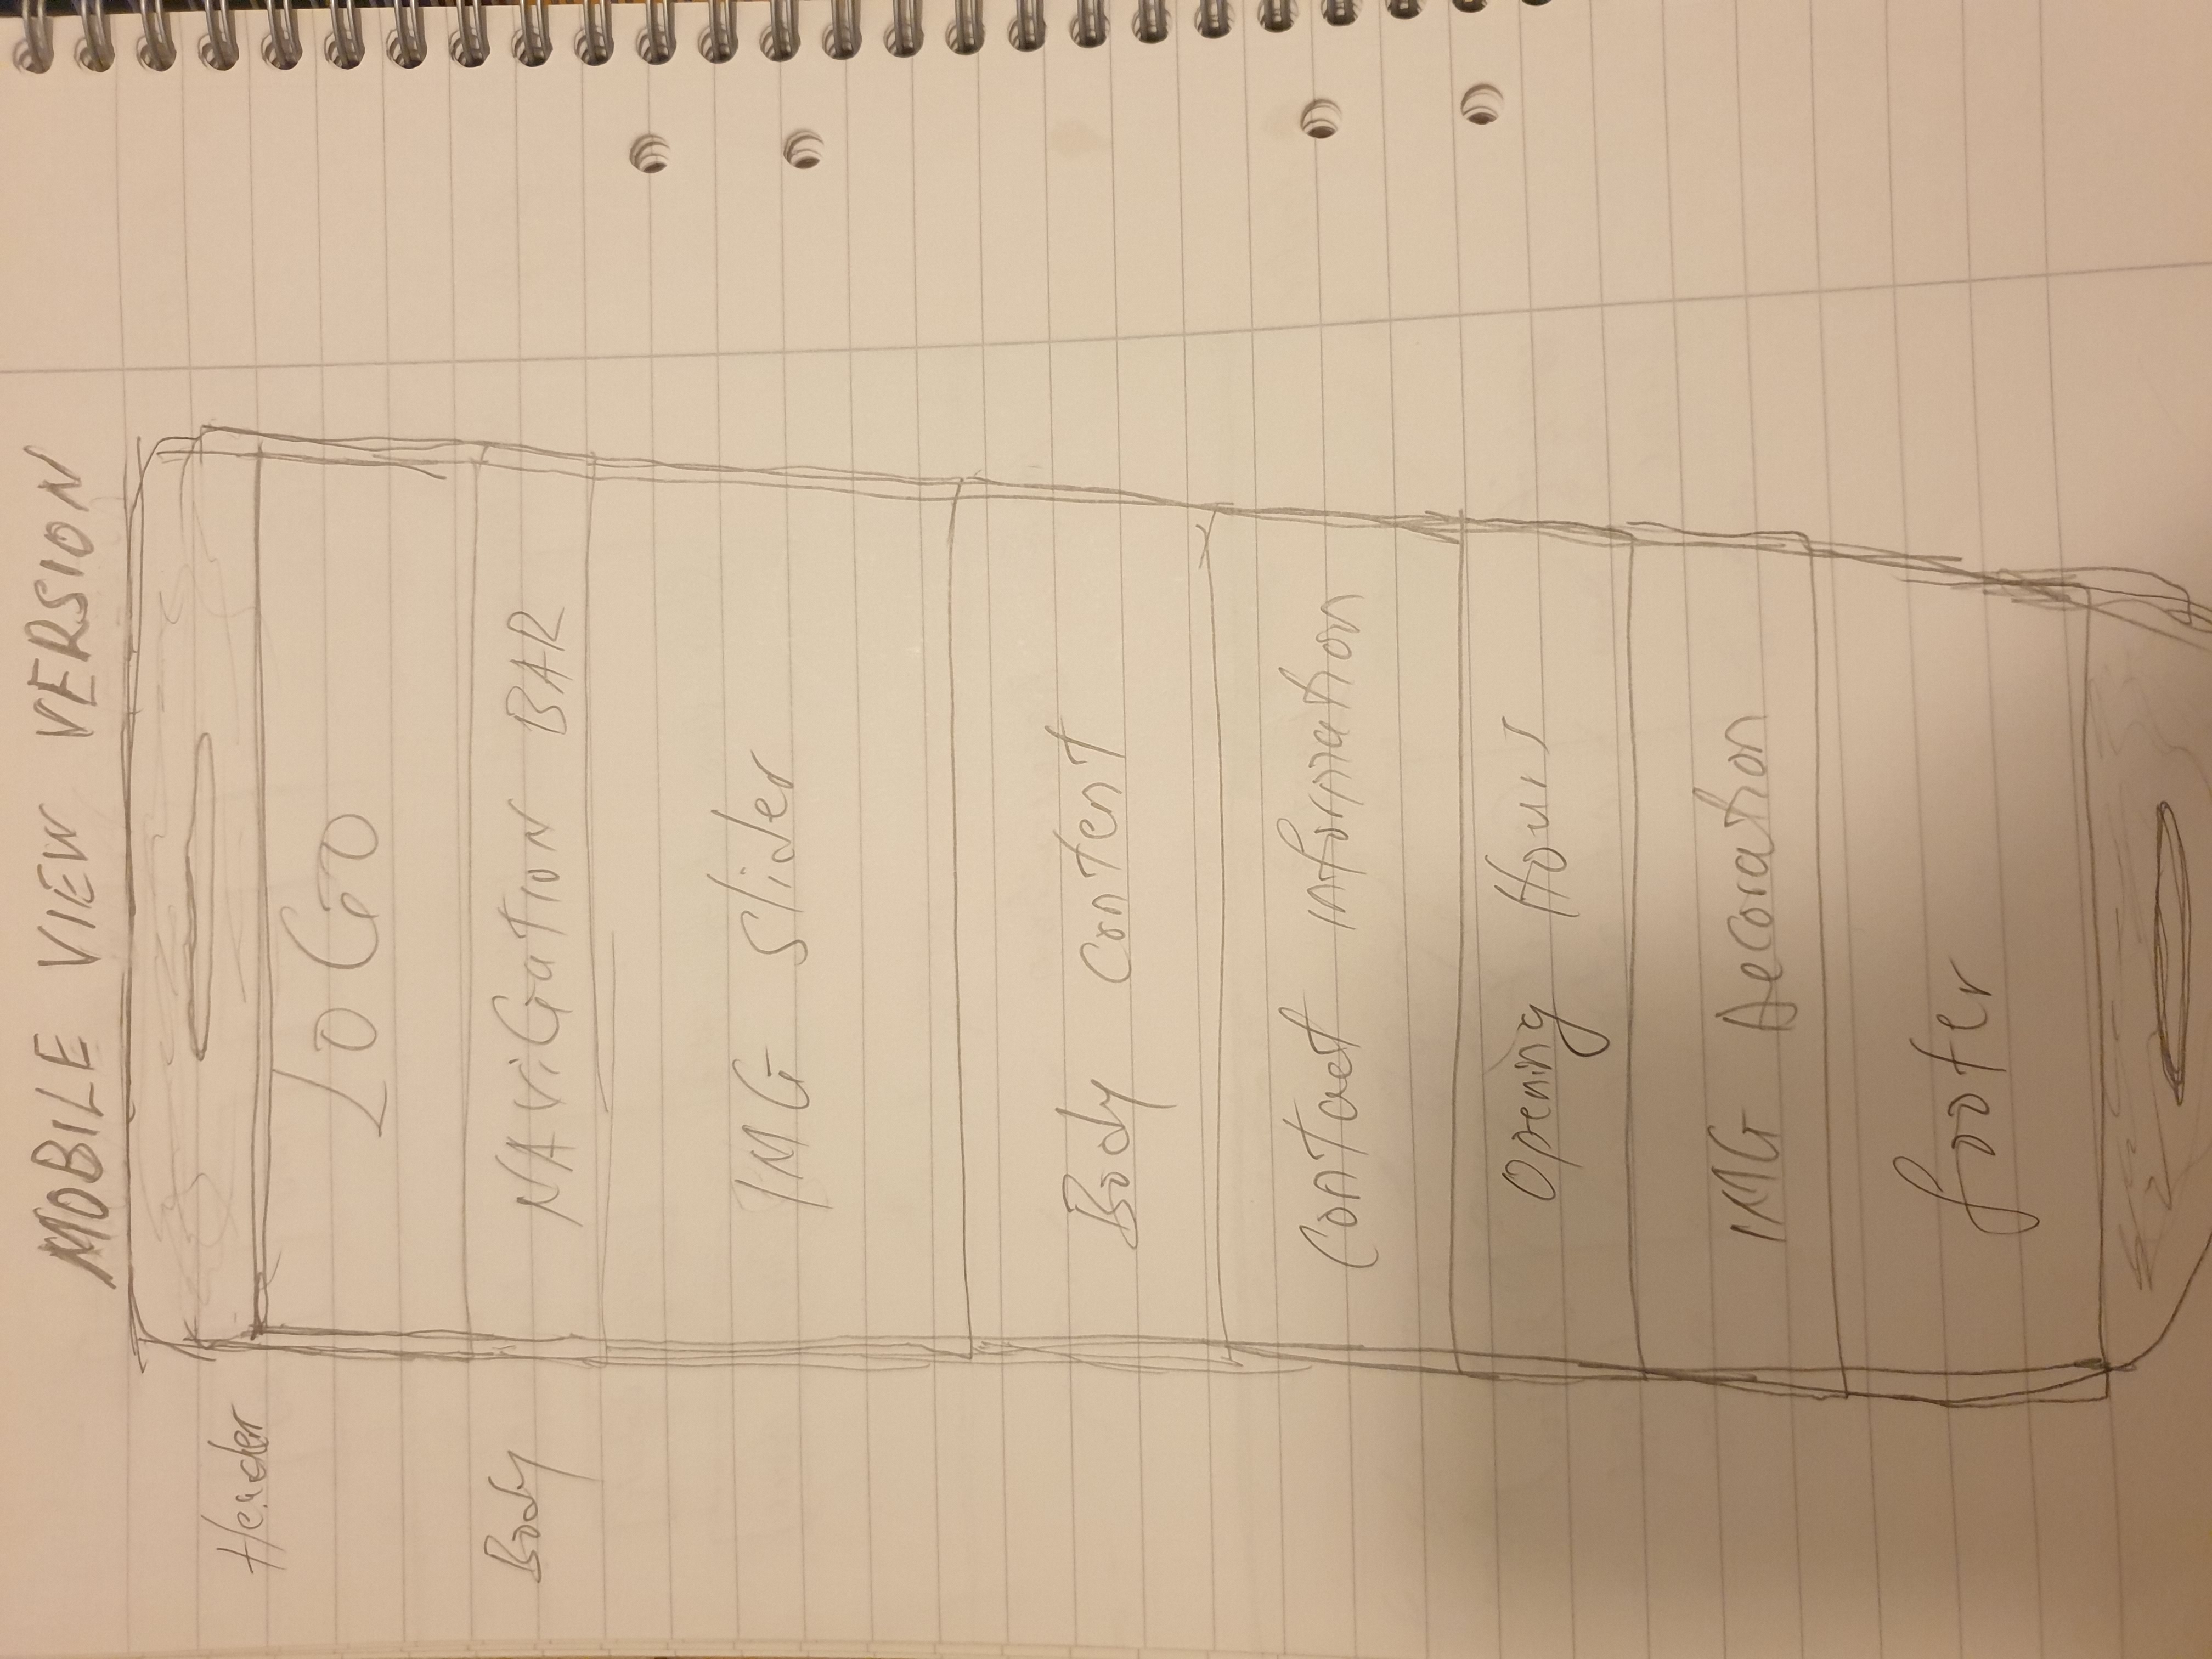 MOBILE VIEW VERSION
Header
LOGO
Body
NAViGaTION BAR
IMG Slider
Body content
Contact information
Opening Hours
IMG Decoration
footer